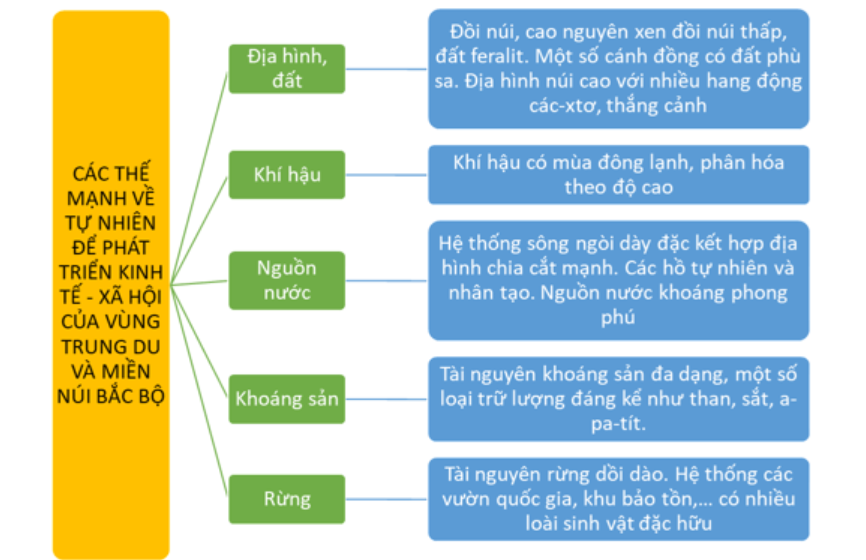 CÁC THẾ
MẠNH VỀ
TỰ NHIÊN
ĐỂ PHÁT
TRIỂN KINH
TẾ - XÃ HỘI
CỦA VÙNG
TRUNG DU
VÀ MIỀN
NÚI BẮC BỘ
Địa hình,
đất
Đồi núi, cao nguyên xen đồi núi thấp,
đất feralit. Một số cánh đồng có đất phù
sa. Địa hình núi cao với nhiều hang động
các-xtơ, thắng cảnh
Khí hậu
Khí hậu có mùa đông lạnh, phân hóa
theo độ cao
Nguồn
nước
Hệ thống sông ngòi dày đặc kết hợp địa
hình chia cắt mạnh. Các hồ tự nhiên và
nhân tạo. Nguồn nước khoáng phong
phú
Khoáng sản
Tài nguyên khoáng sản đa dạng, một số
loại trữ lượng đáng kể như than, sắt, a-
pa-tít.
Rừng
Tài nguyên rừng dồi dào. Hệ thống các
vườn quốc gia, khu bảo tồn,... có nhiều
loài sinh vật đặc hữu